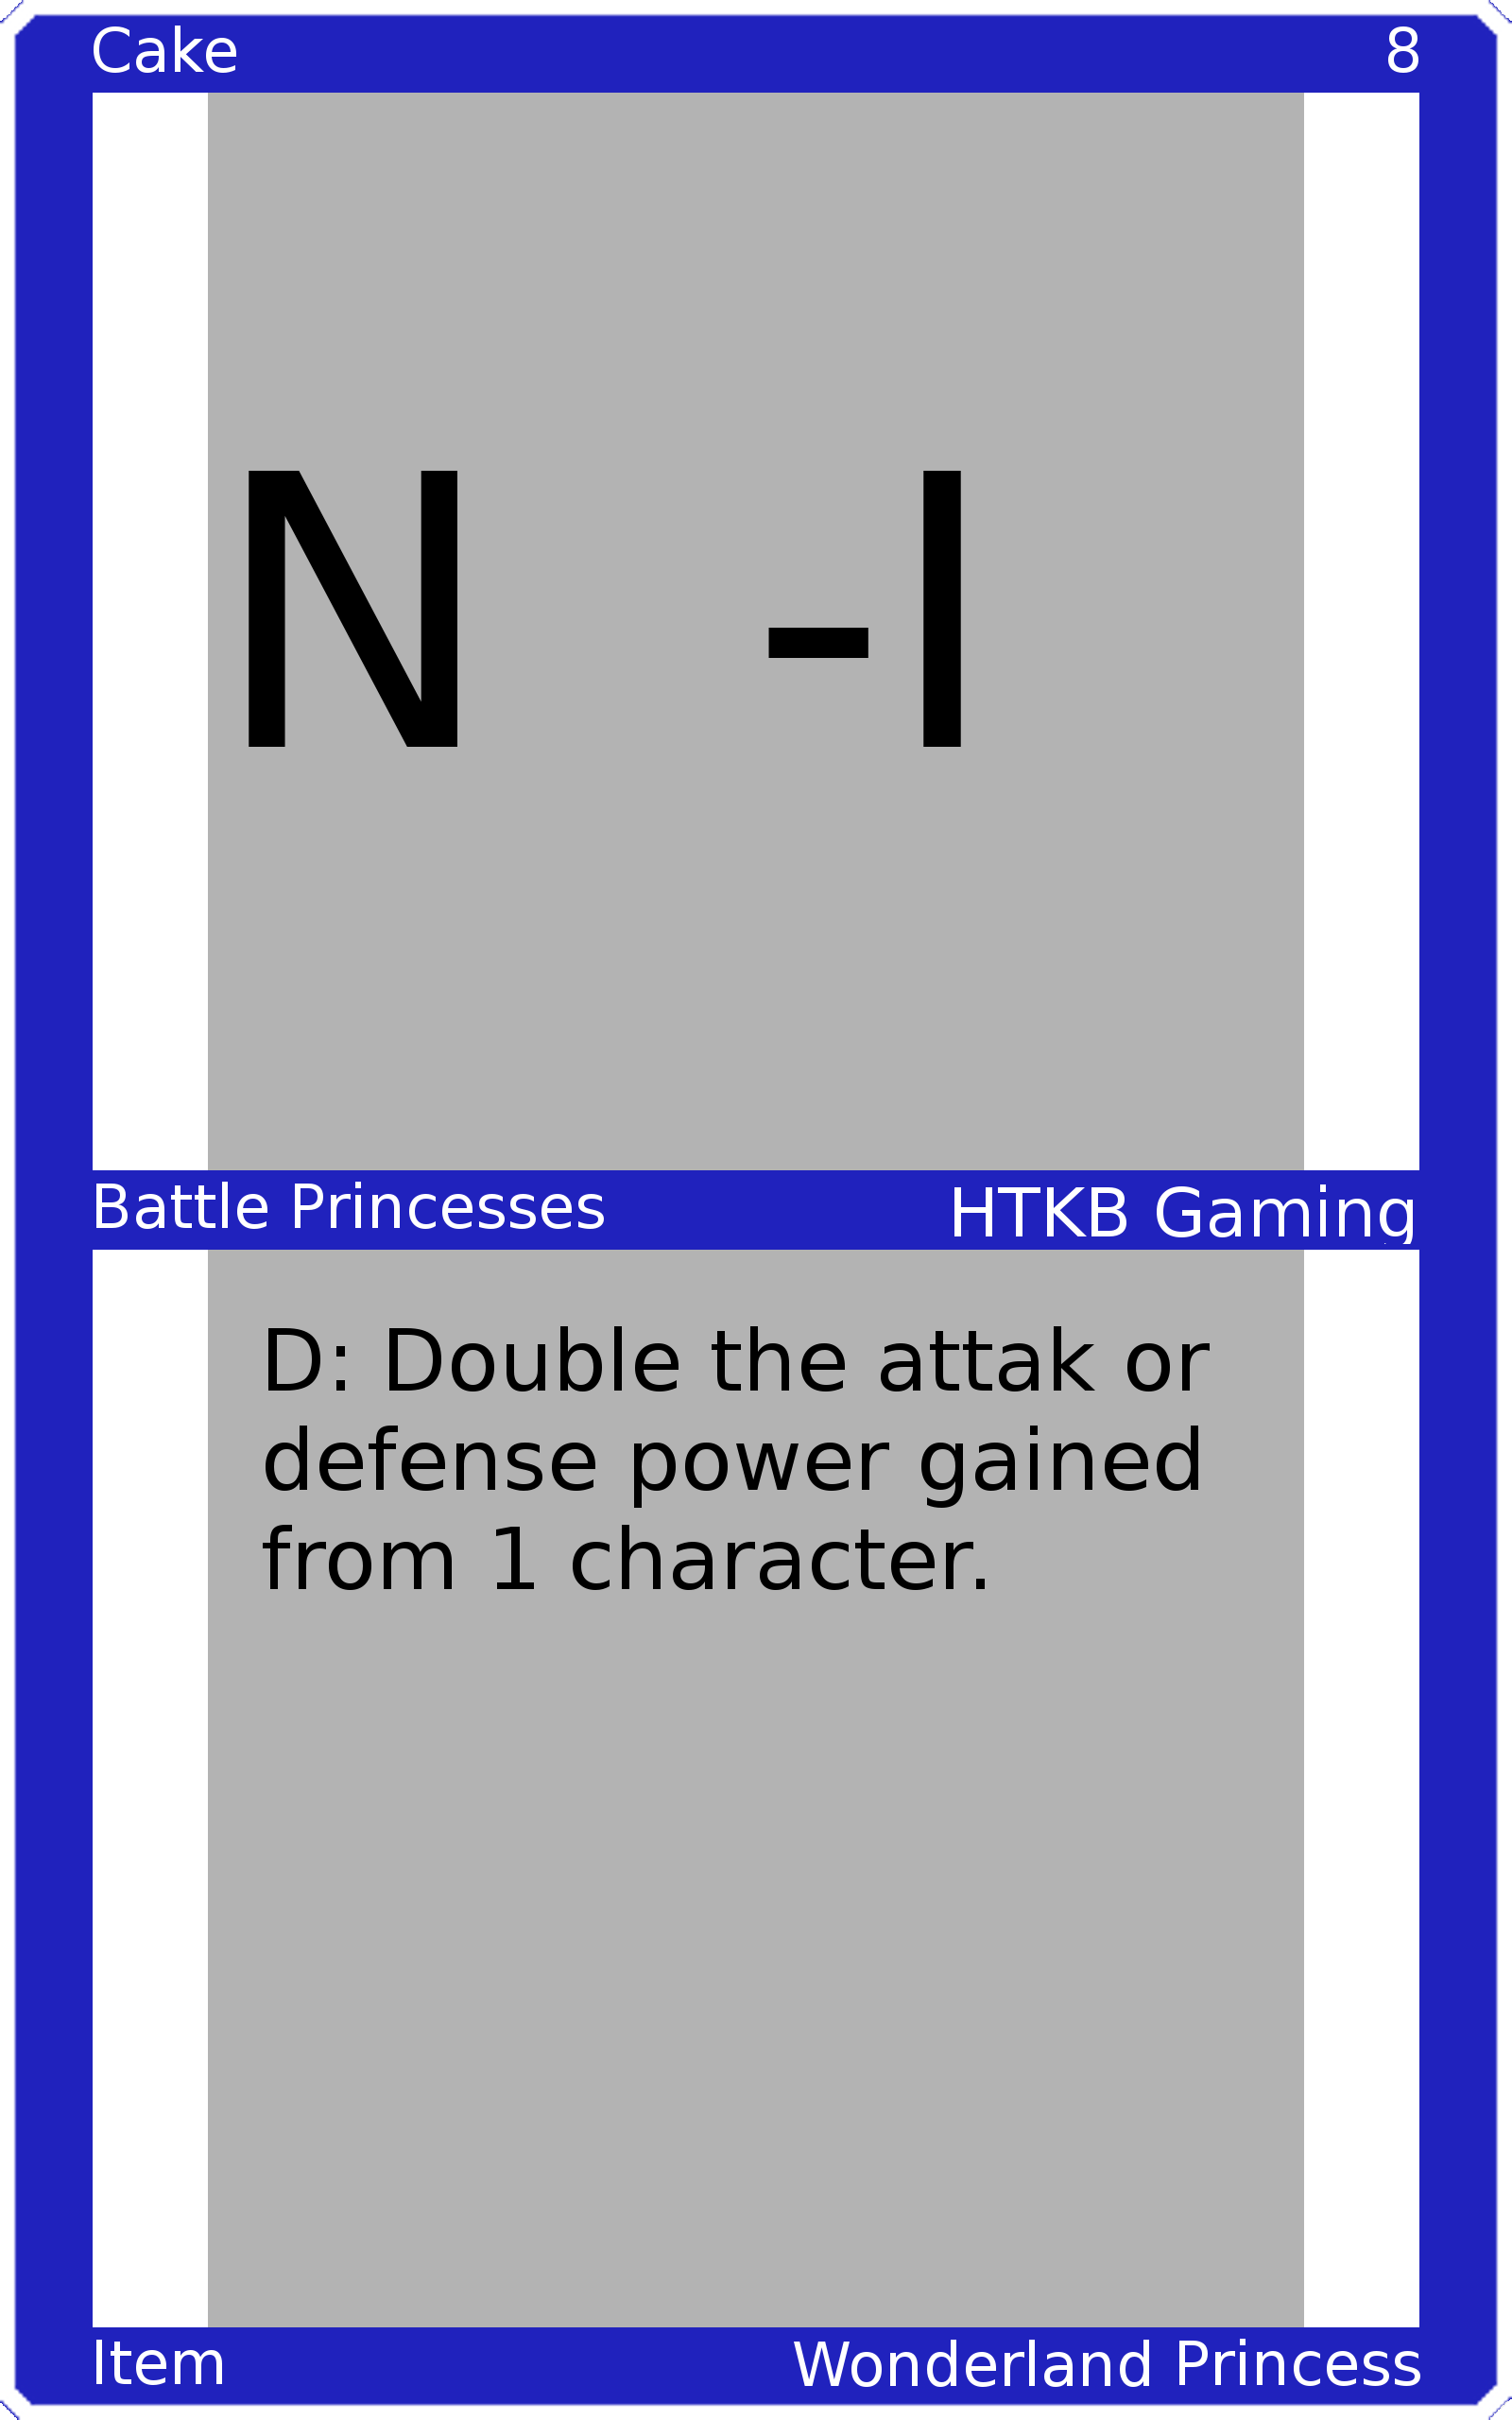 Cake 8
N -I
Battle Princesses HTKB Gaming
D: Double the attak or
defense power gained
from 1 character.
Item Wonderland Princess